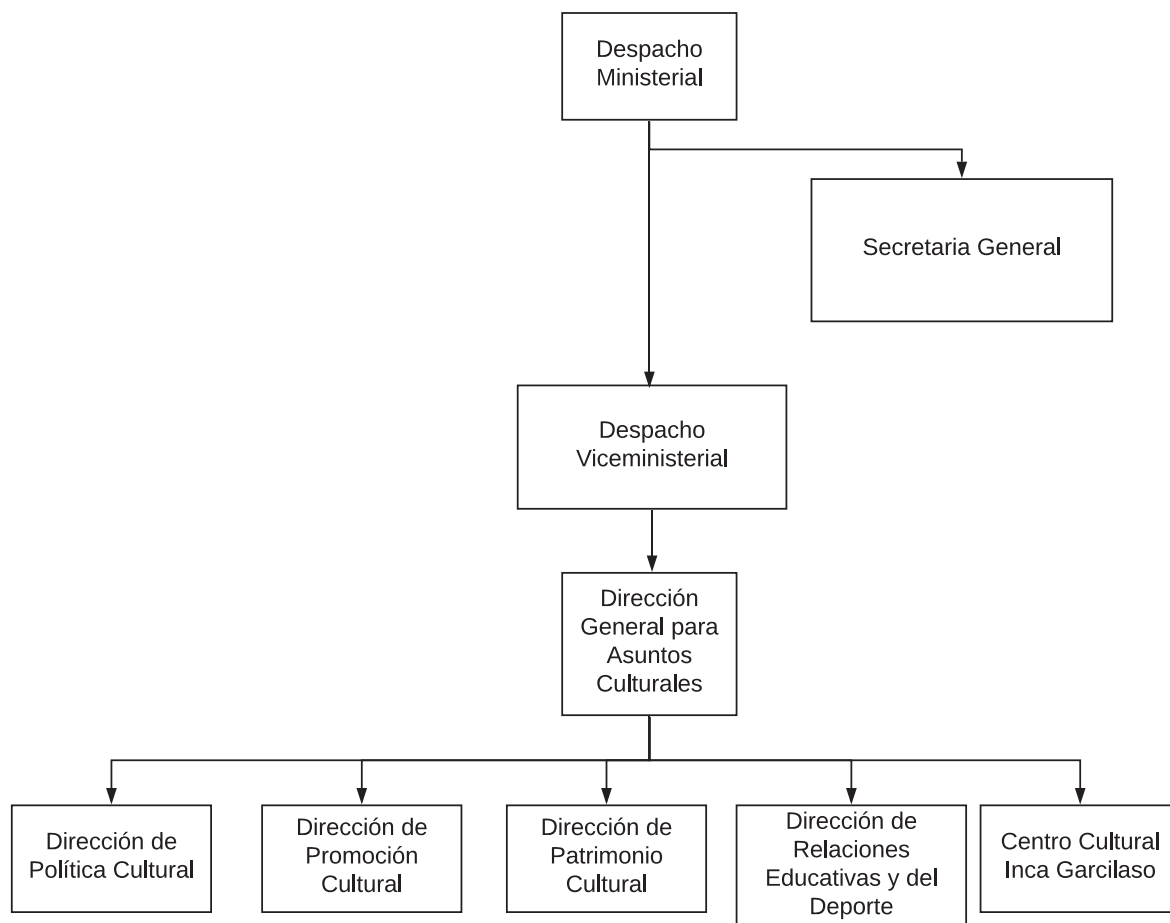 Despacho
Ministerial
Secretaria General
Despacho
Viceministerial
Dirección
General para
Asuntos
Culturales
Dirección de
Política Cultural
Dirección de
Promoción
Cultural
Dirección de
Patrimonio
Cultural
Dirección de
Relaciones
Educativas y del
Deporte
Centro Cultural
Inca Garcilaso